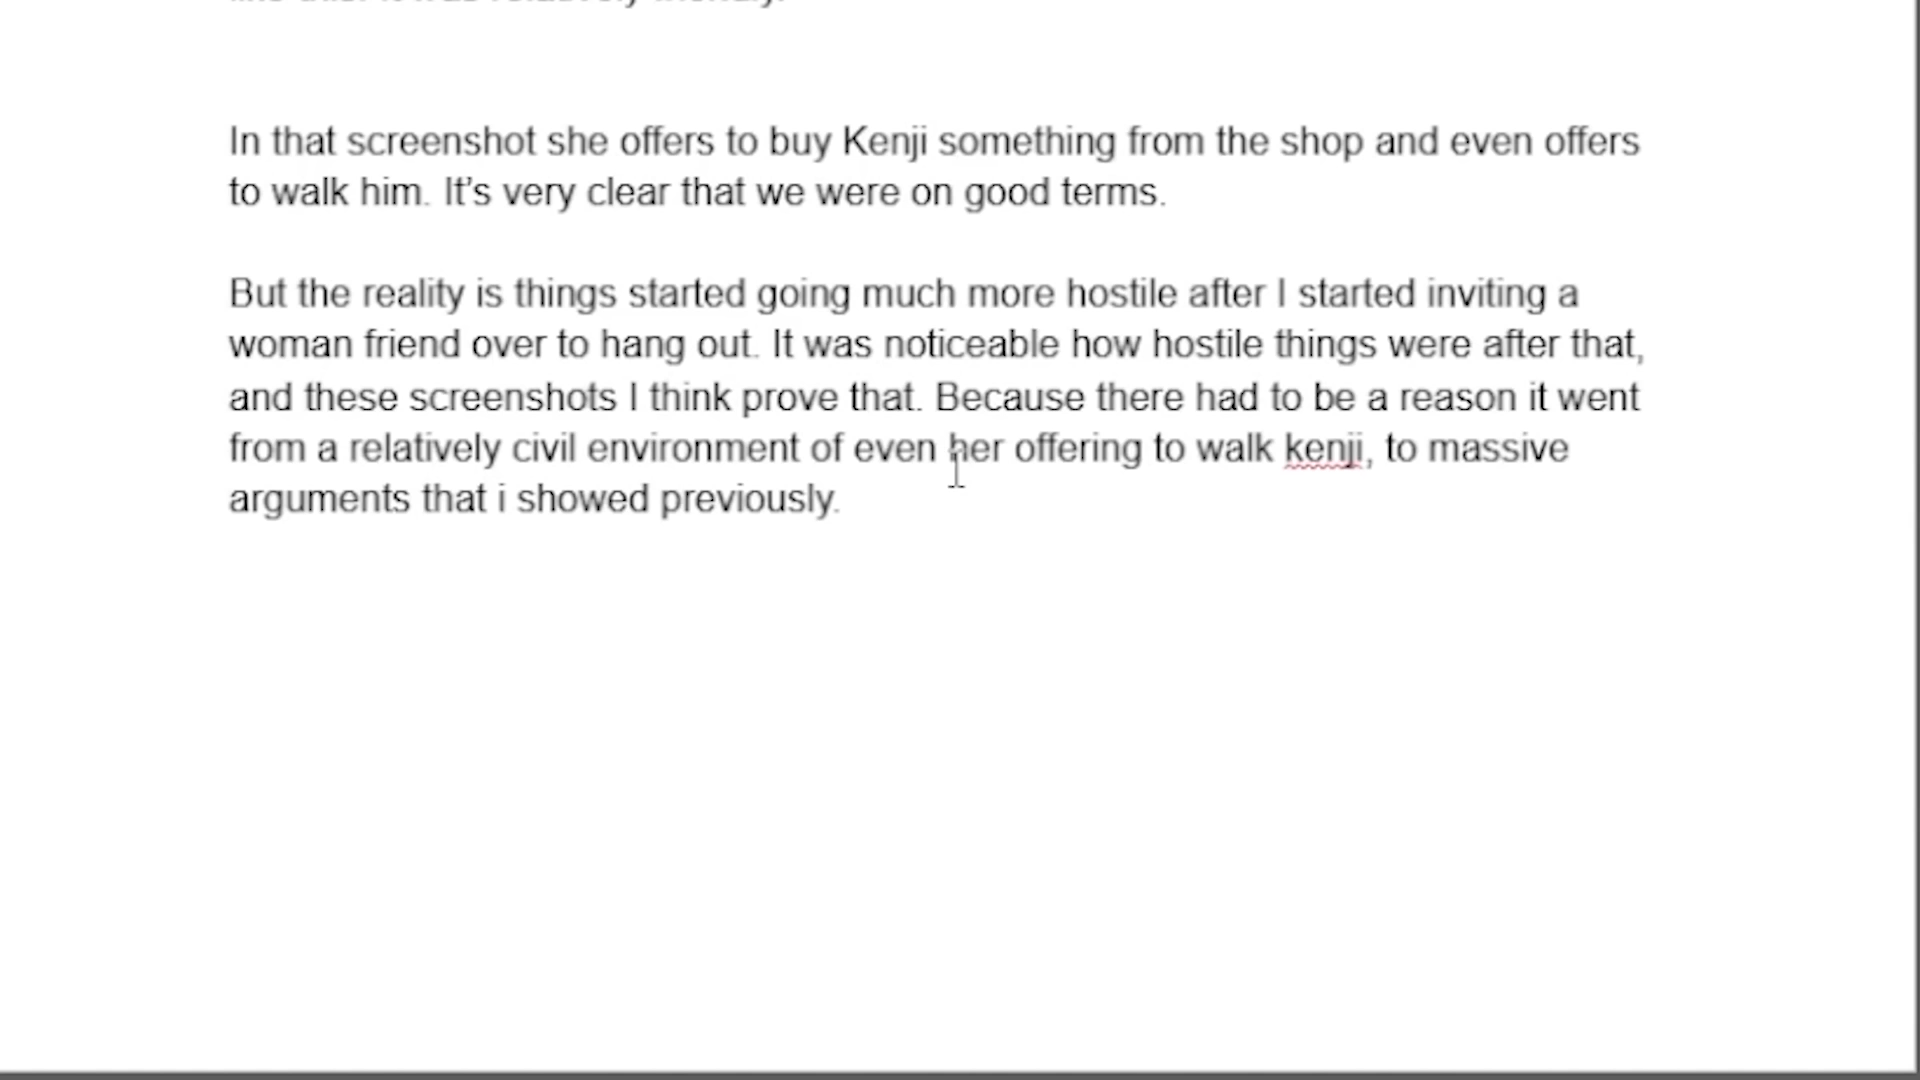 In that screenshot she offers to buy Kenji something from the shop and even offers
to walk him. It’s very clear that we were on good terms.
But the reality is things started going much more hostile after I started inviting a
woman friend over to hang out. It was noticeable how hostile things were after that,
and these screenshots I think prove that. Because there had to be a reason it went
from a relatively civil environment of even her offering to walk kenji, to massive
arguments that i showed previously.